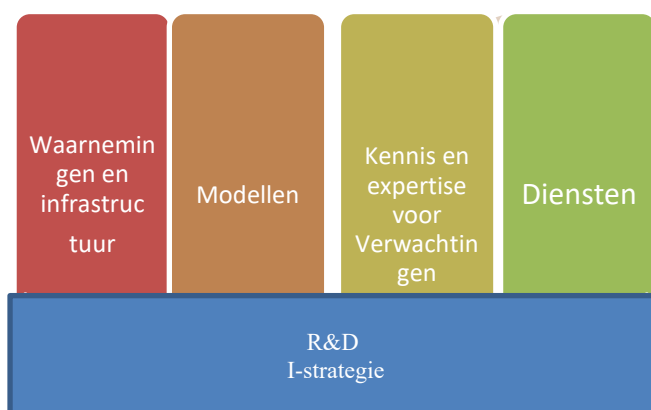 Waarnemin
gen en
infrastruc
tuur
Modellen
Kennis en
expertise
voor
Verwachtin
gen
Diensten
R&D
I-strategie